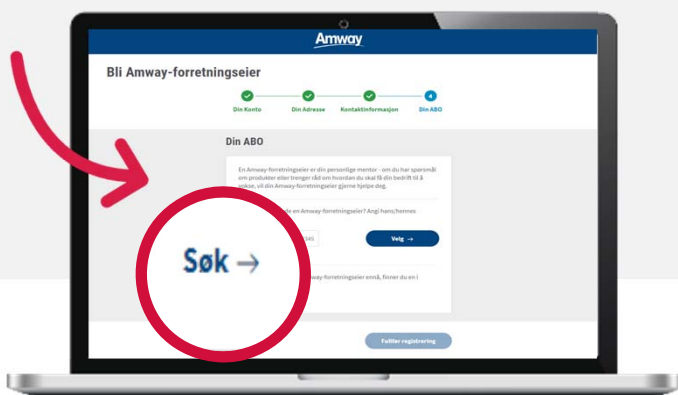 Amway
Bli Amway-forretningseier
4
Din Konto
Din Adresse
Kontaktinformasjon
Din ABO
Din ABO
En Amway-forretningseier er din personlige mentor - om du har spørsmål
om produkter eller trenger råd om hvordan du skal få din bedrift til å
vokse, vil din Amway-forretningseier gjerne hjelpe deg.
en Amway-forretningseier? Angi hans/hennes
Velg →
Søk →
forretningseier ennå, finner du en i
Fullfør registrering